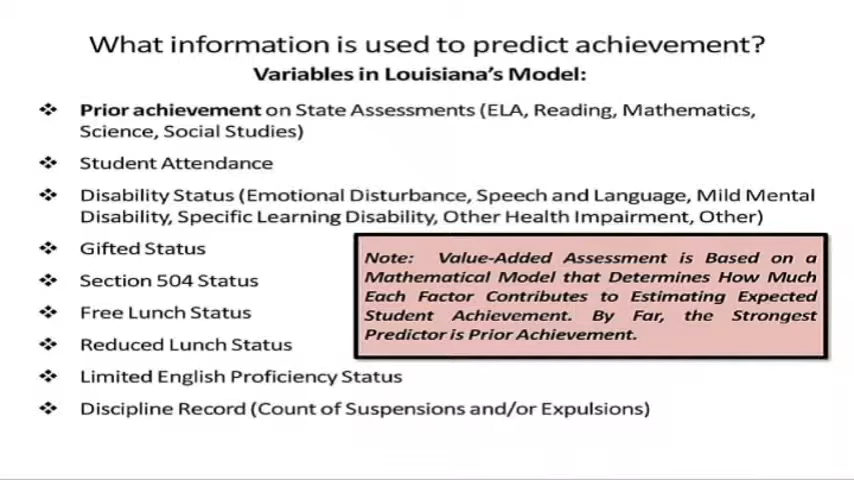 What information is used to predict achievement?
Variables in Louisiana's Model:
❖ Prior achievement on State Assessments (ELA, Reading, Mathematics,
Science, Social Studies)
❖ Student Attendance
❖ Disability Status (Emotional Disturbance, Speech and Language, Mild Mental
Disability, Specific Learning Disability, Other Health Impairment, Other)
❖ Gifted Status
❖ Section 504 Status
❖ Free Lunch Status
❖ Reduced Lunch Status
❖ Limited English Proficiency Status
❖ Discipline Record (Count of Suspensions and/or Expulsions)
Note: Value-Added Assessment is Based on a
Mathematical Model that Determines How Much
Each Factor Contributes to Estimating Expected
Student Achievement. By Far, the Strongest
Predictor is Prior Achievement.